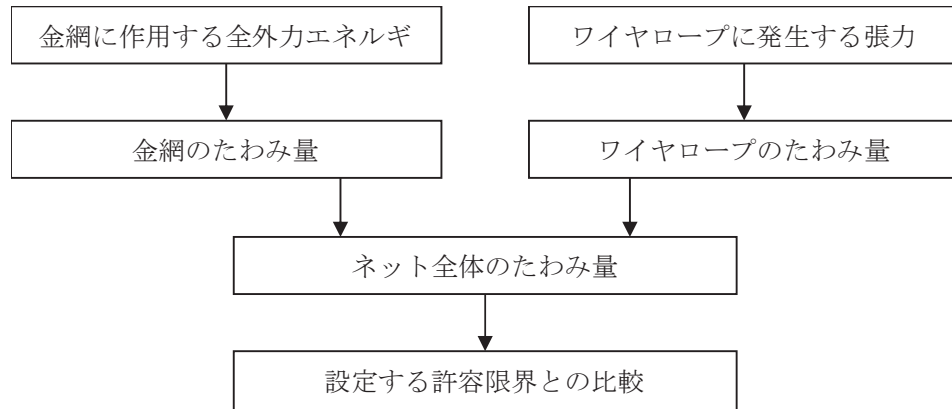 金網に作用する全外力エネルギ
ワイヤロープに発生する張力
金網のたわみ量
ワイヤロープのたわみ量
ネット全体のたわみ量
設定する許容限界との比較